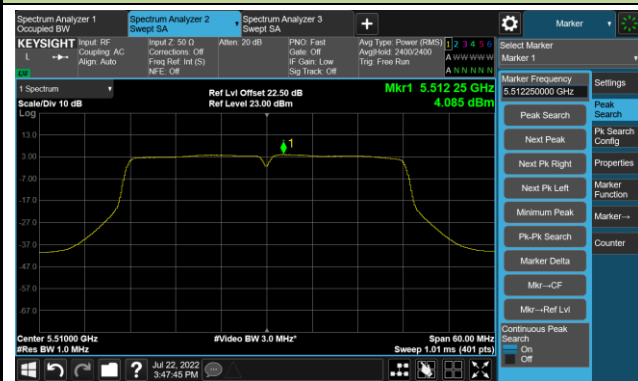 Spectrum Analyzer 1
Occupied BW
Spectrum Analyzer 2
Swept SA
Spectrum Analyzer 3
Swept SA
+
Marker
KEYSIGHT
L
Input: RF
Coupling: AC
Align: Auto
Input Z: 50 Ω
Corrections: Off
Freq Ref: Int (S)
NFE: Off
Atten: 20 dB
PNO: Fast
Gate: Off
IF Gain: Low
Sig Track: Off
Avg Type: Power (RMS)
Avg|Hold: 2400/2400
Trig: Free Run
1 2 3 4 5 6
A W W W W W
A N N N N N
Select Marker
Marker 1
1 Spectrum
Scale/Div 10 dB
Log
Ref Lvl Offset 22.50 dB
Ref Level 23.00 dBm
Mkr1 5.512 25 GHz
4.085 dBm
13.0
3.00
-7.00
-17.0
-27.0
-37.0
-47.0
-57.0
-67.0
1
Center 5.51000 GHz
#Res BW 1.0 MHz
#Video BW 3.0 MHz*
Span 60.00 MHz
Sweep 1.01 ms (401 pts)
Marker Frequency
5.512250000 GHz
Peak Search
Next Peak
Next Pk Right
Next Pk Left
Minimum Peak
Pk-Pk Search
Marker Delta
Mkr→CF
Mkr→Ref Lvl
Continuous Peak
Search
On
Off
Settings
Peak
Search
Pk Search
Config
Properties
Marker
Function
Marker→
Counter
?
Jul 22, 2022
3:47:45 PM